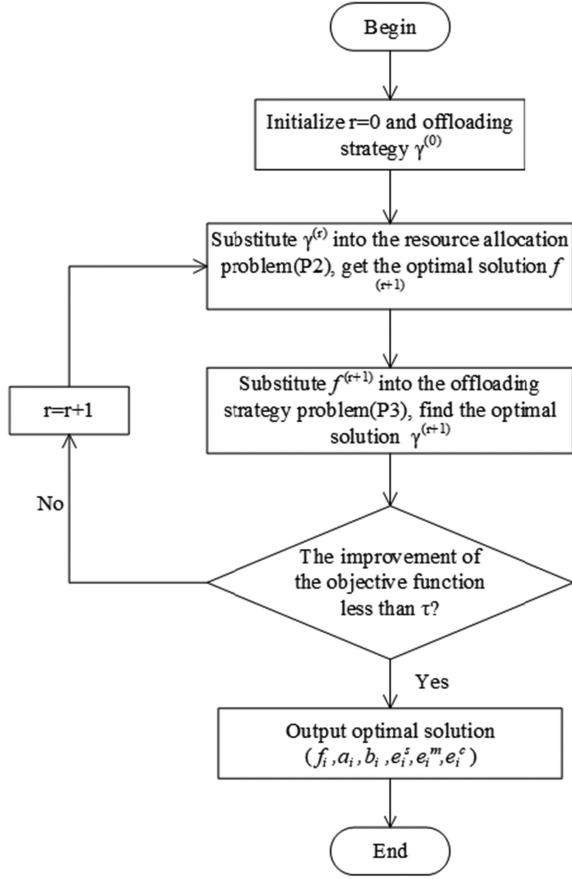 Begin
Initialize r=0 and offloading
strategy γ⁽⁰⁾
Substitute γ⁽ʳ⁾ into the resource allocation
problem(P2), get the optimal solution f
(r+1)
Substitute f⁽ʳ⁺¹⁾ into the offloading
strategy problem(P3), find the optimal
solution γ⁽ʳ⁺¹⁾
r=r+1
No
The improvement of
the objective function
less than τ?
Yes
Output optimal solution
(f_i ,a_i , b_i ,e_i^s,e_i^m,e_i^c )
End